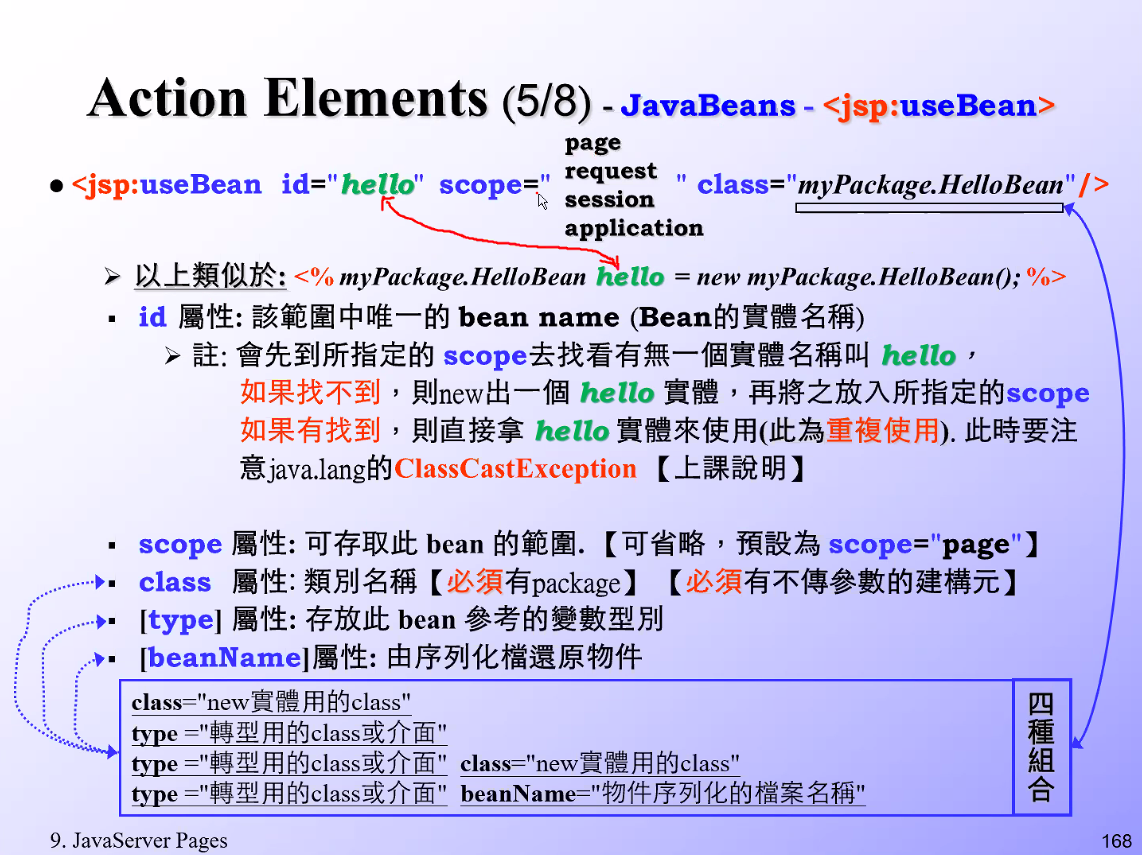 Action Elements (5/8) - JavaBeans - <jsp:useBean>
● <jsp:useBean id="hello" scope=" page request session application " class="myPackage.HelloBean"/>
➢ 以上類似於: <% myPackage.HelloBean hello = new myPackage.HelloBean(); %>
▪ id 屬性: 該範圍中唯一的 bean name (Bean的實體名稱)
➢ 註: 會先到所指定的 scope去找看有無一個實體名稱叫 hello，
如果找不到，則new出一個 hello 實體，再將之放入所指定的scope
如果有找到，則直接拿 hello 實體來使用(此為重複使用). 此時要注
意java.lang的ClassCastException 【上課說明】
▪ scope 屬性: 可存取此 bean 的範圍. 【可省略，預設為 scope="page"】
▪ class 屬性: 類別名稱【必須有package】 【必須有不傳參數的建構元】
▪ [type] 屬性: 存放此 bean 參考的變數型別
▪ [beanName]屬性: 由序列化檔還原物件
class="new實體用的class"
type ="轉型用的class或介面"
type ="轉型用的class或介面" class="new實體用的class"
type ="轉型用的class或介面" beanName="物件序列化的檔案名稱"
四種組合
9. JavaServer Pages
168